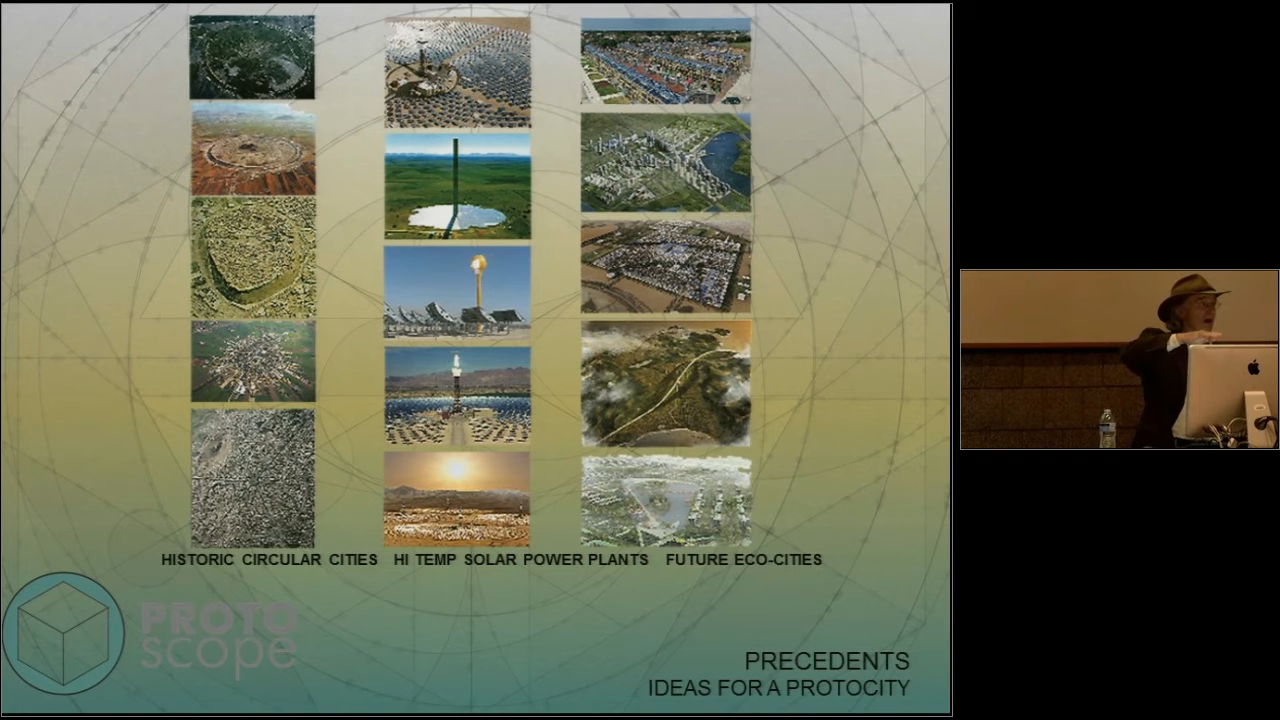 HISTORIC CIRCULAR CITIES HI TEMP SOLAR POWER PLANTS FUTURE ECO-CITIES
PROTO
scope
PRECEDENTS
IDEAS FOR A PROTOCITY